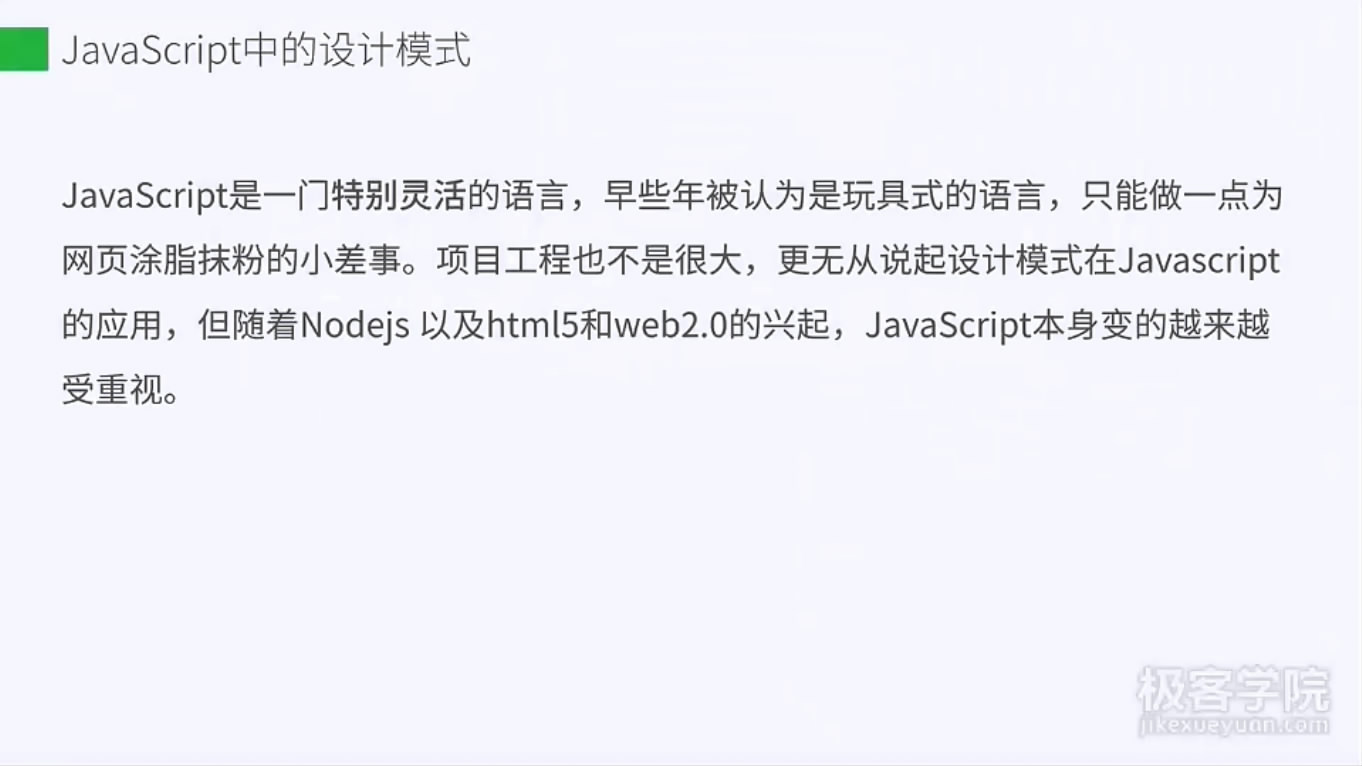 JavaScript中的设计模式
JavaScript是一门特别灵活的语言，早些年被认为是玩具式的语言，只能做一点为
网页涂脂抹粉的小差事。项目工程也不是很大，更无从说起设计模式在Javascript
的应用，但随着Nodejs 以及html5和web2.0的兴起，JavaScript本身变的越来越
受重视。
极客学院
jikexueyuan.com